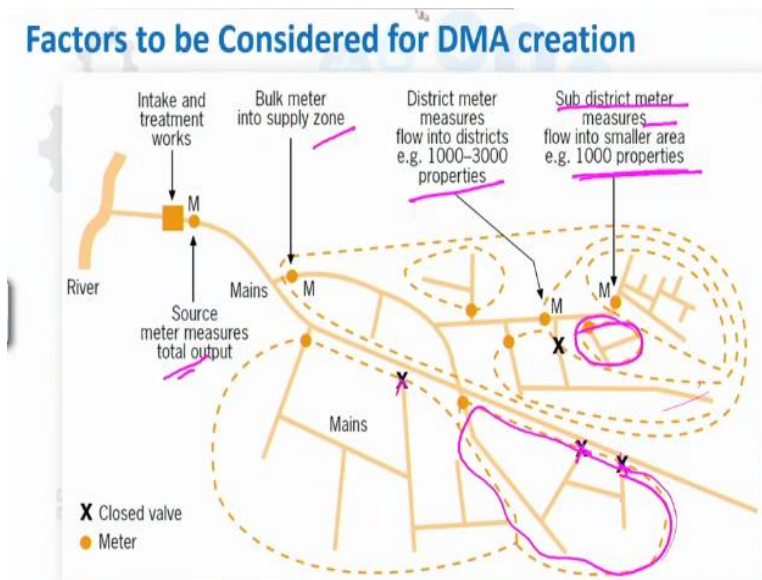 Factors to be Considered for DMA creation
Intake and
treatment
works
Bulk meter
into supply zone
District meter
measures
flow into districts
e.g. 1000–3000
properties
Sub district meter
measures
flow into smaller area
e.g. 1000 properties
M
River
Source
meter measures
total output
Mains
M
M
M
X
X
Mains
X
X
X Closed valve
Meter